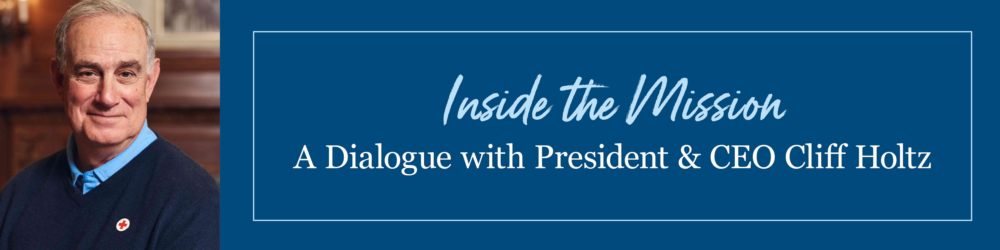 Inside the Mission
A Dialogue with President & CEO Cliff Holtz